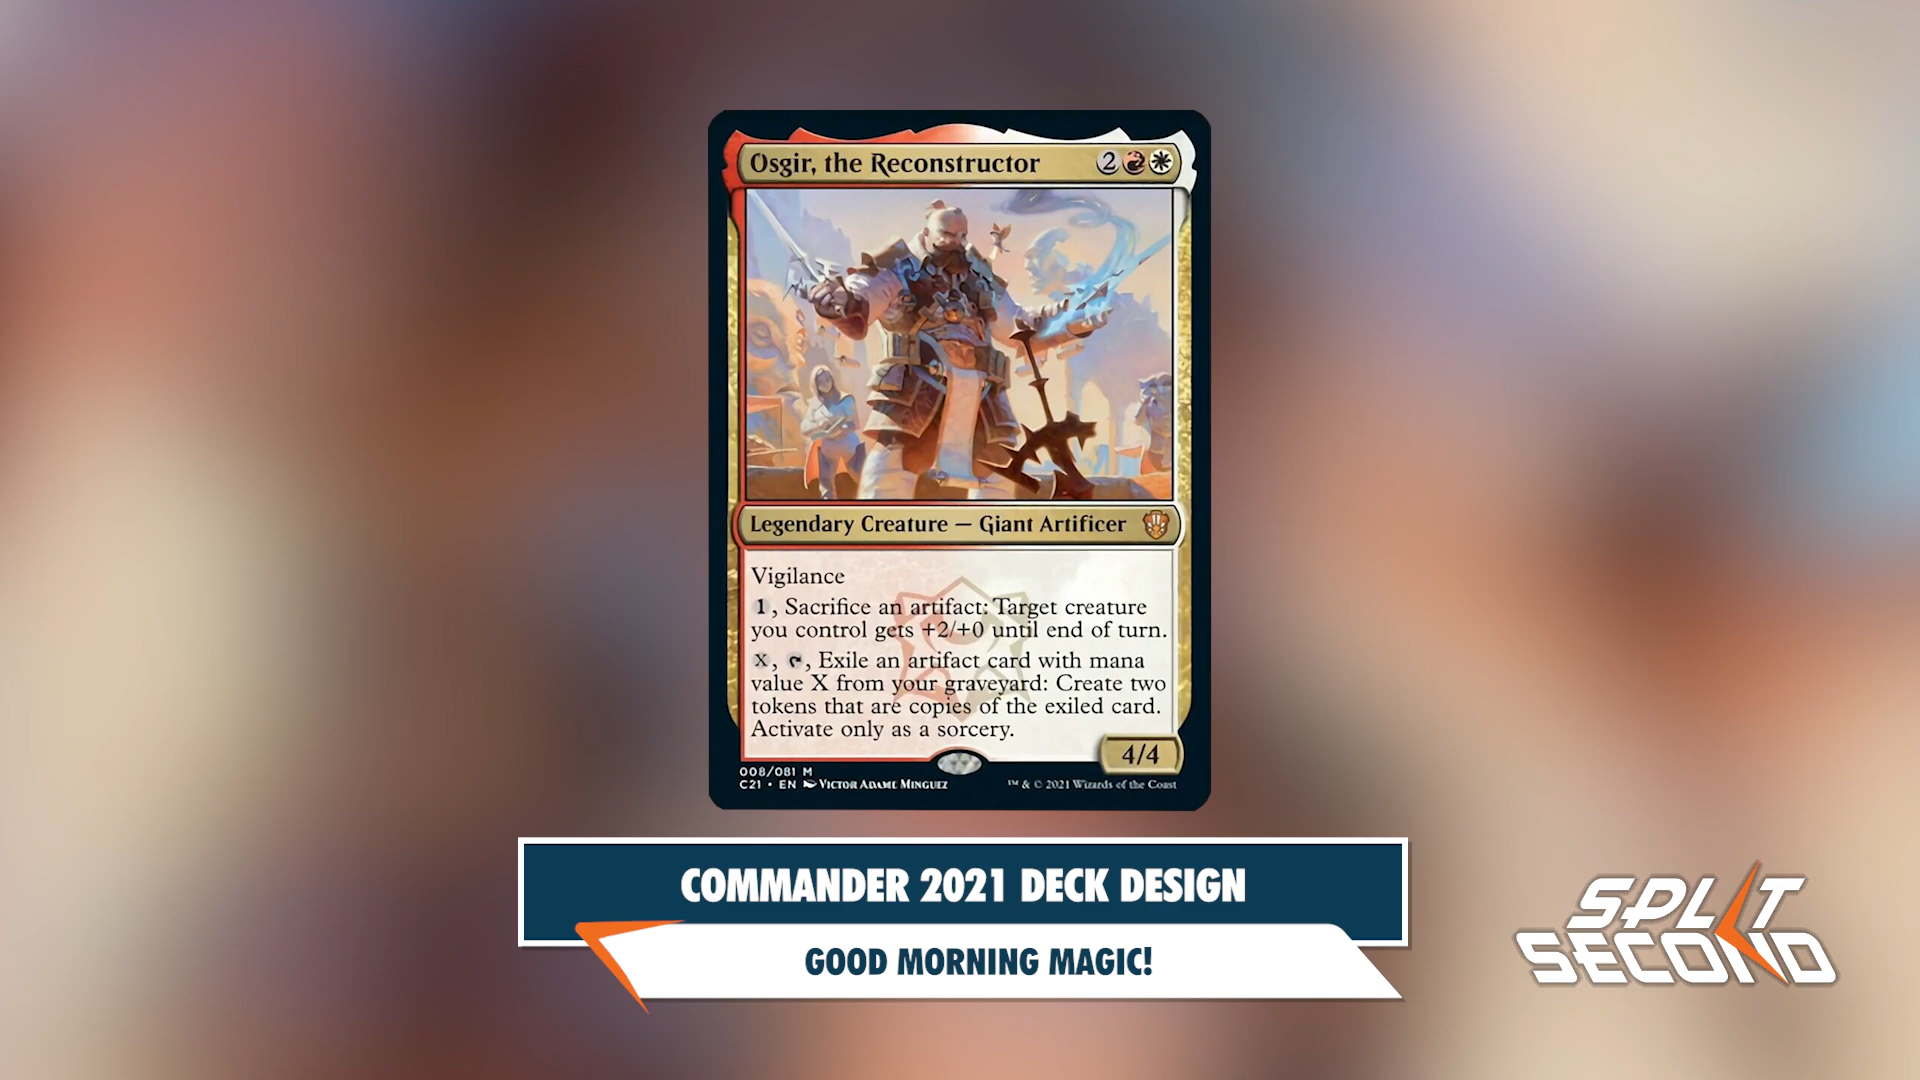 Osgir, the Reconstructor 2
Legendary Creature — Giant Artificer
Vigilance
1, Sacrifice an artifact: Target creature
you control gets +2/+0 until end of turn.
X, , Exile an artifact card with mana
value X from your graveyard: Create two
tokens that are copies of the exiled card.
Activate only as a sorcery.
4/4
008/081 M
C21 • EN Victor Adame Minguez
™ & © 2021 Wizards of the Coast
COMMANDER 2021 DECK DESIGN
GOOD MORNING MAGIC!
SPLIT
SECOND